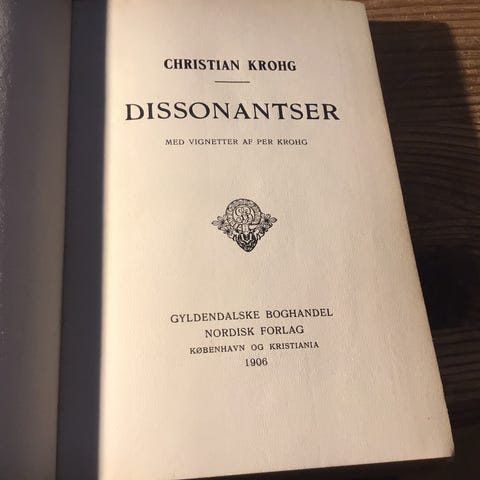 CHRISTIAN KROHG
DISSONANTSER
MED VIGNETTER AF PER KROHG
GYLDENDALSKE BOGHANDEL
NORDISK FORLAG
KØBENHAVN OG KRISTIANIA
1906